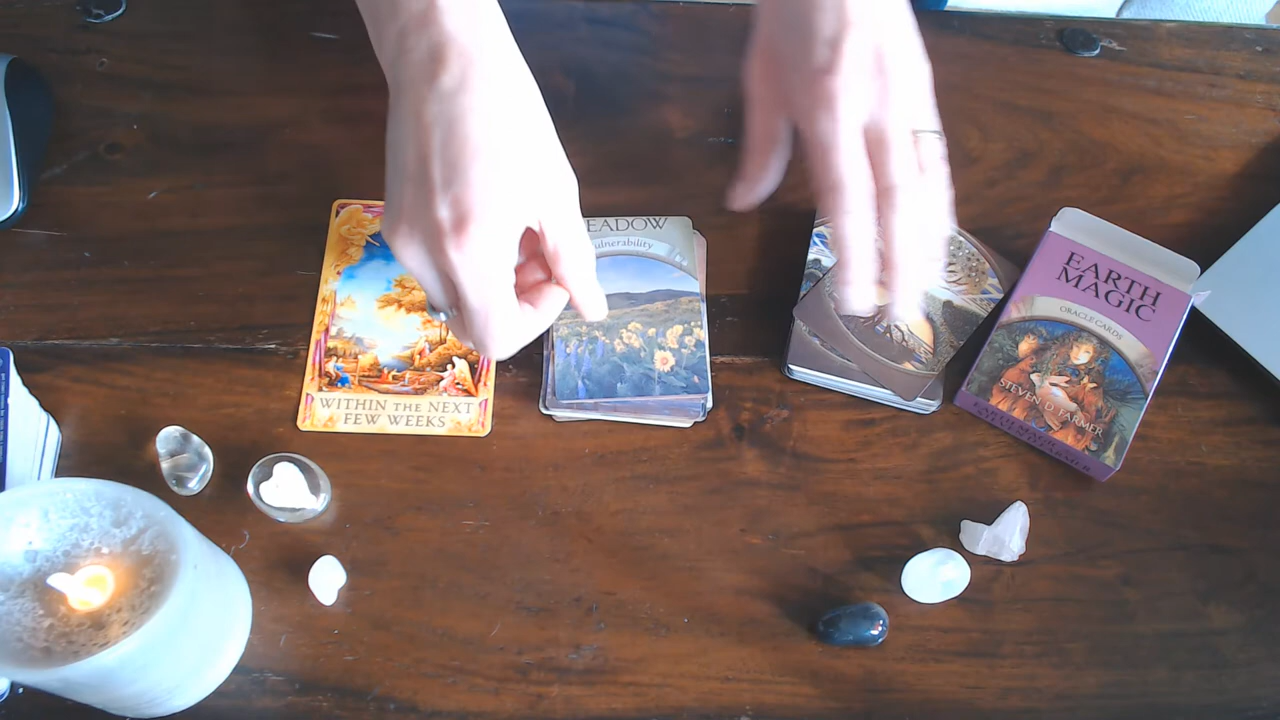 WITHIN THE NEXT
FEW WEEKS
EADOW
ulnerability
EARTH
MAGIC
ORACLE CARDS
STEVEN D. FARMER